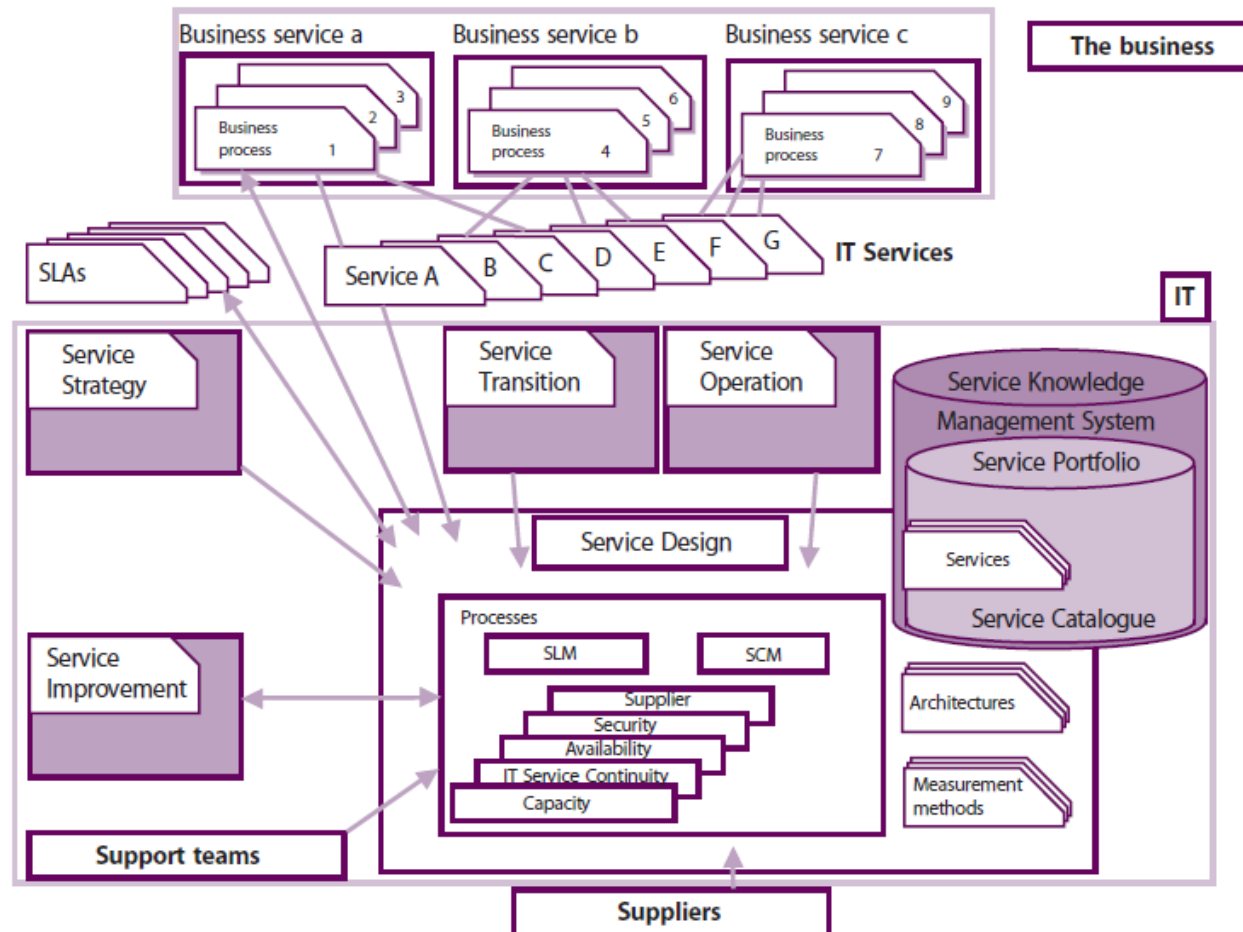 Business service a
Business service b
Business service c
The business
3
2
Business
process 1
6
5
Business
process 4
9
8
Business
process 7
SLAs
Service A
B
C
D
E
F
G
IT Services
IT
Service
Strategy
Service
Transition
Service
Operation
Service Knowledge
Management System
Service Portfolio
Services
Service Catalogue
Service Design
Processes
SLM
SCM
Supplier
Security
Availability
IT Service Continuity
Capacity
Service
Improvement
Architectures
Measurement
methods
Support teams
Suppliers